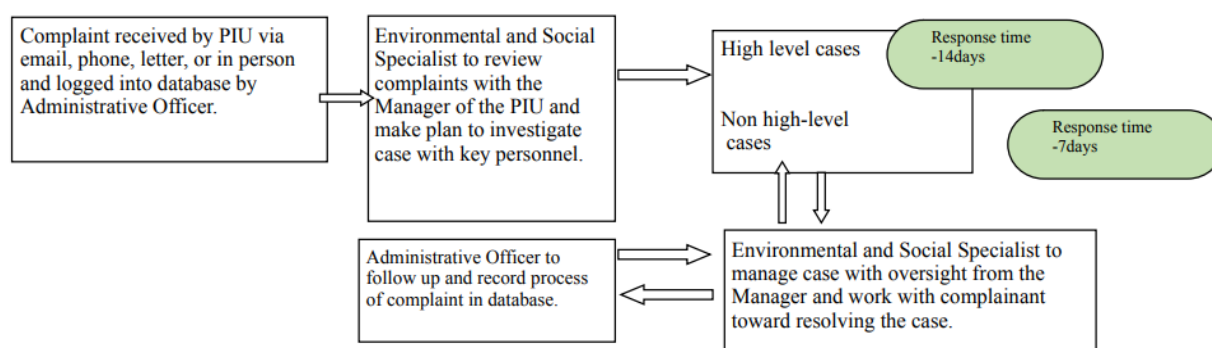 Complaint received by PIU via
email, phone, letter, or in person
and logged into database by
Administrative Officer.
Environmental and Social
Specialist to review
complaints with the
Manager of the PIU and
make plan to investigate
case with key personnel.
High level cases
Non high-level
cases
Response time
-14days
Response time
-7days
Administrative Officer to
follow up and record process
of complaint in database.
Environmental and Social Specialist to
manage case with oversight from the
Manager and work with complainant
toward resolving the case.